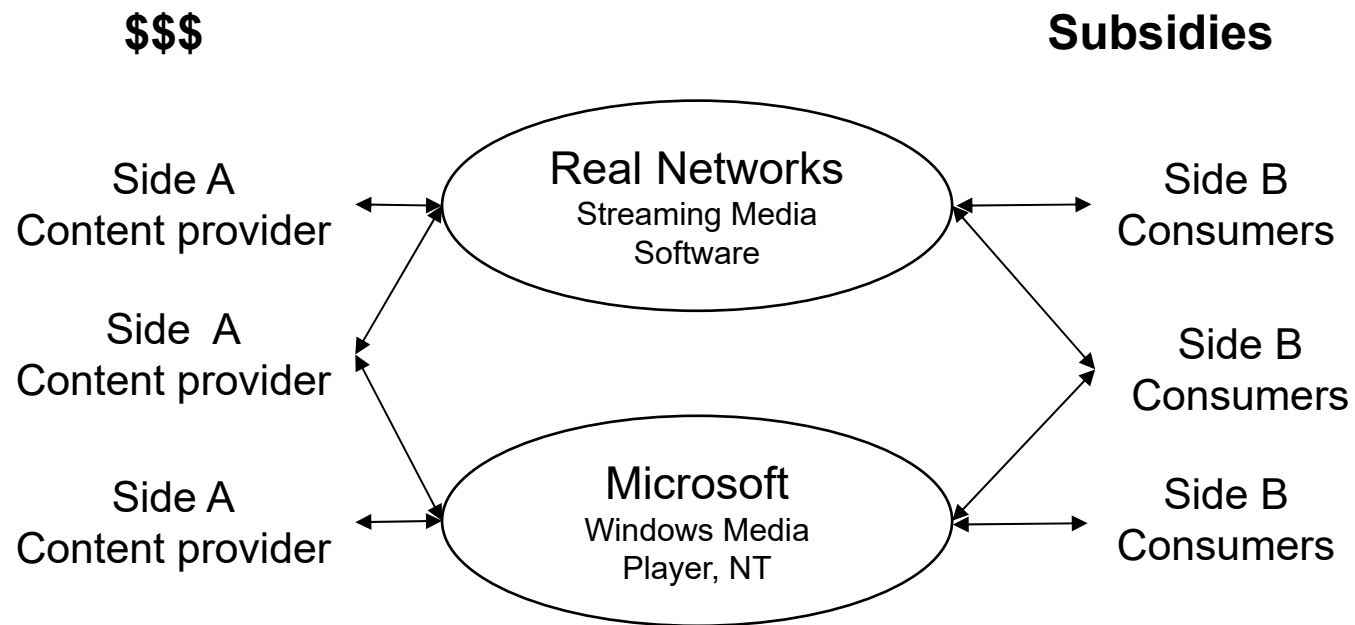 $$$
Subsidies
Side A
Content provider
Real Networks
Streaming Media
Software
Side B
Consumers
Side A
Content provider
Side B
Consumers
Side A
Content provider
Microsoft
Windows Media
Player, NT
Side B
Consumers